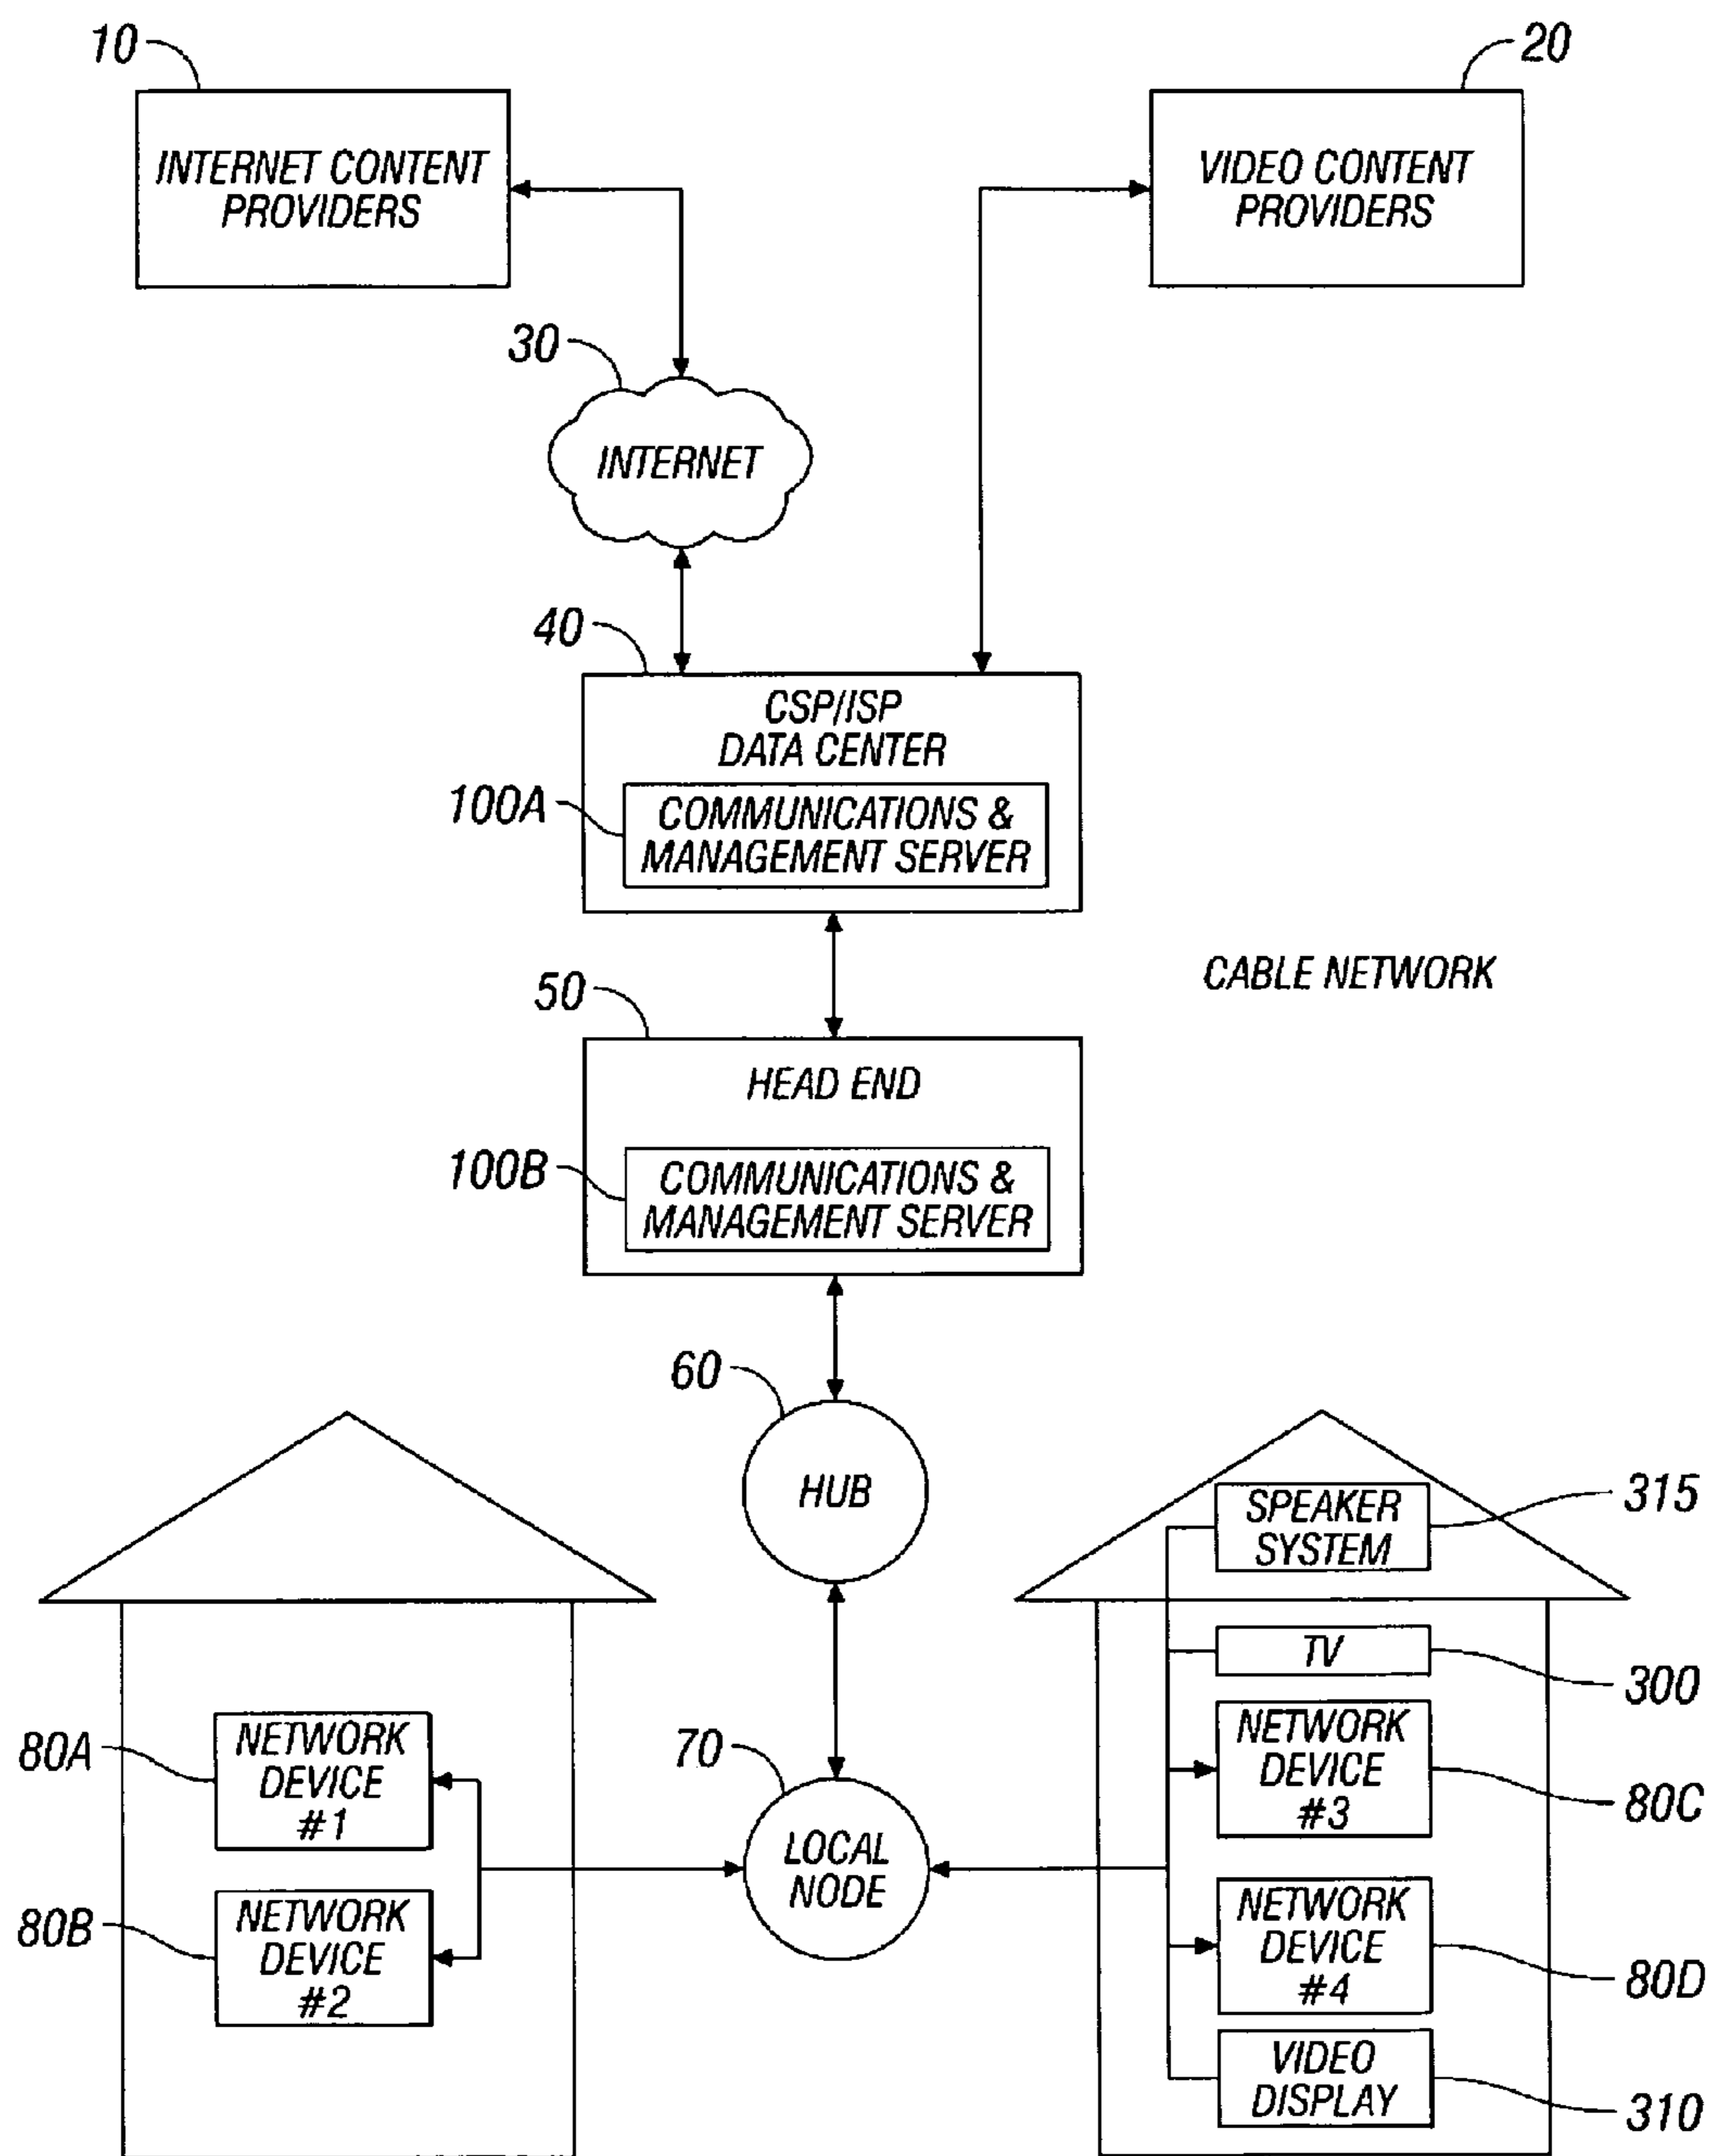 10
20
INTERNET CONTENT
PROVIDERS
VIDEO CONTENT
PROVIDERS
30
INTERNET
40
CSP/ISP
DATA CENTER
100A
COMMUNICATIONS &
MANAGEMENT SERVER
CABLE NETWORK
50
HEAD END
100B
COMMUNICATIONS &
MANAGEMENT SERVER
60
HUB
SPEAKER
SYSTEM
315
TV
300
80A
NETWORK
DEVICE
#1
70
NETWORK
DEVICE
#3
80C
80B
NETWORK
DEVICE
#2
LOCAL
NODE
NETWORK
DEVICE
#4
80D
VIDEO
DISPLAY
310